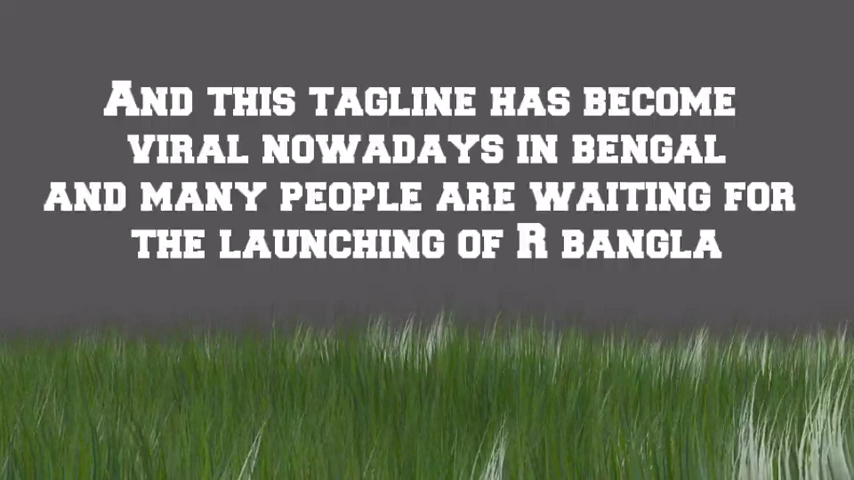 And this tagline has become
viral nowadays in bengal
and many people are waiting for
the launching of R bangla